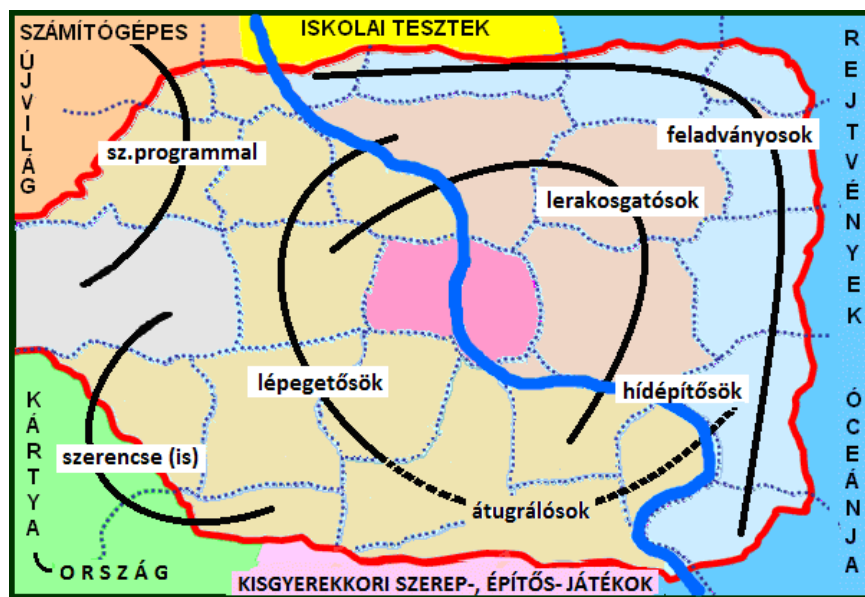 SZÁMÍTÓGÉPES
ÚJVILÁG
ISKOLAI TESZTEK
REJTVÉNYEK
ÓCEÁNJA
sz.programmal
feladványosok
lerakosgatósok
lépegetősök
hídépítősök
szerencse (is)
átugrálósok
KÁRTYA
ORSZÁG
KISGYEREKKORI SZEREP-, ÉPÍTŐS- JÁTÉKOK